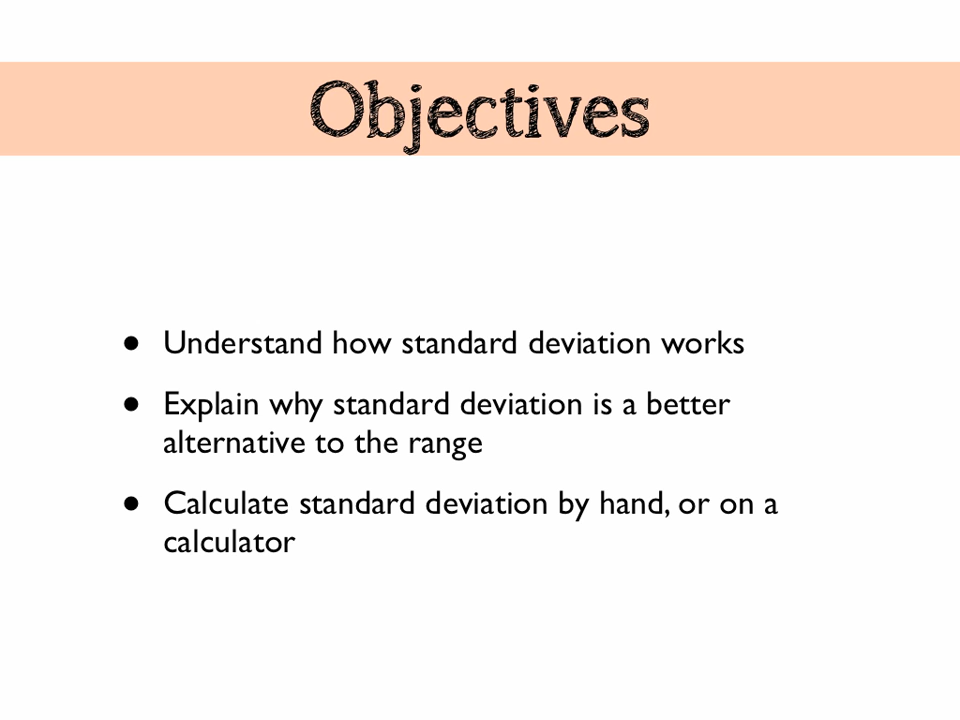 Objectives
• Understand how standard deviation works
• Explain why standard deviation is a better
alternative to the range
• Calculate standard deviation by hand, or on a
calculator